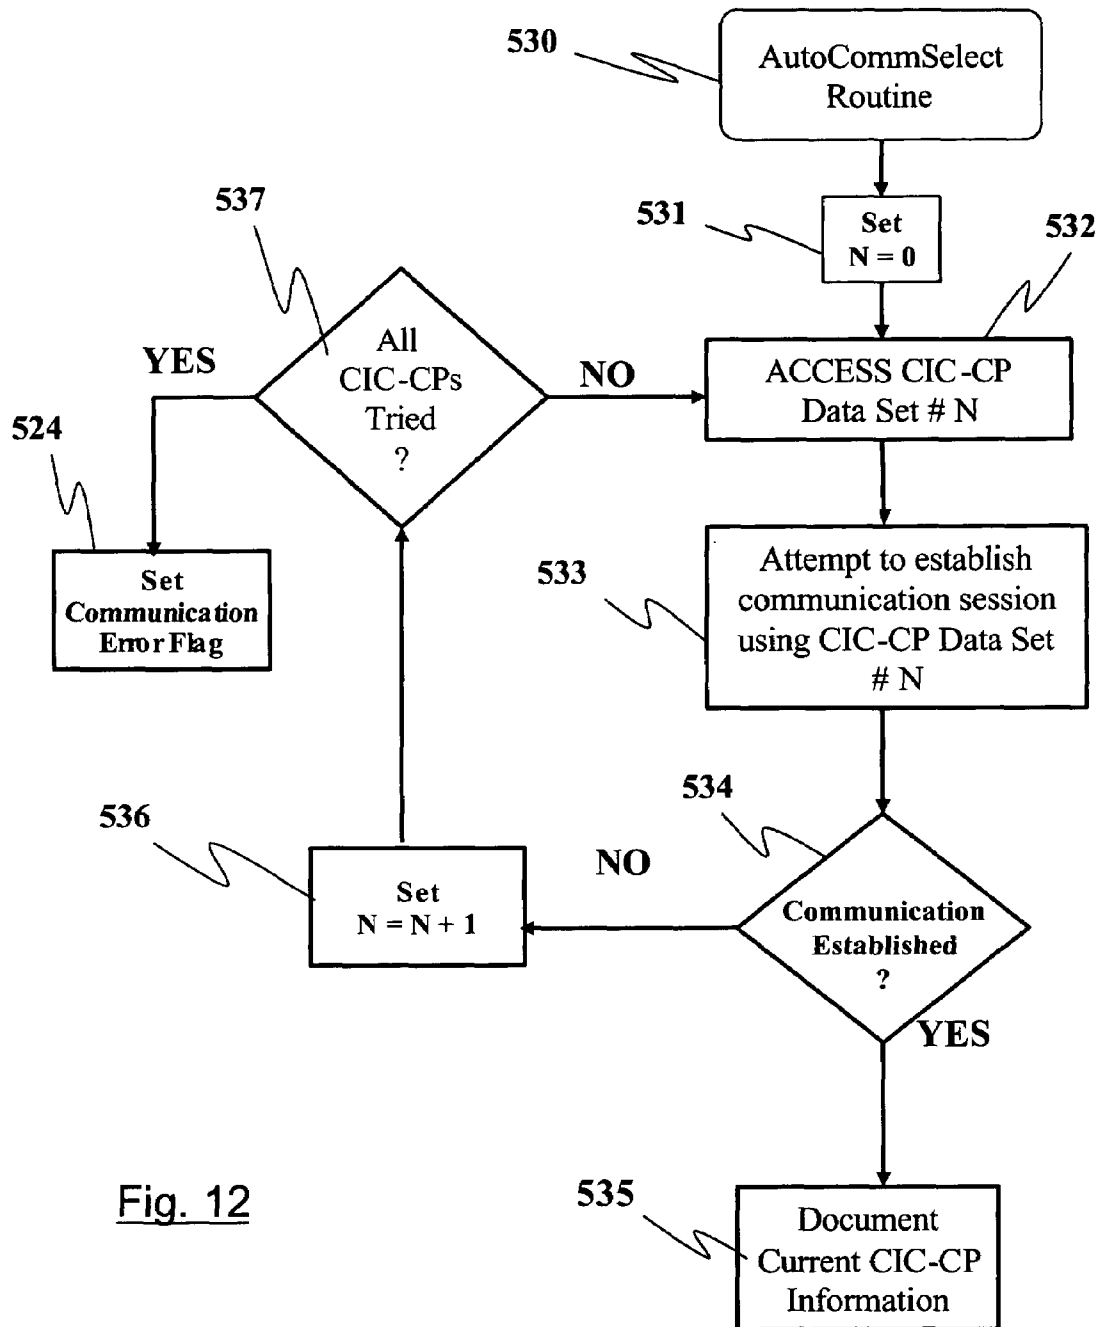 530
AutoCommSelect
Routine
537
531
Set
N = 0
532
All
CIC-CPs
Tried
?
YES
NO
ACCESS CIC-CP
Data Set # N
524
Set
Communication
Error Flag
533
Attempt to establish
communication session
using CIC-CP Data Set
# N
534
536
Set
N = N + 1
NO
Communication
Established
?
YES
Fig. 12
535
Document
Current CIC-CP
Information